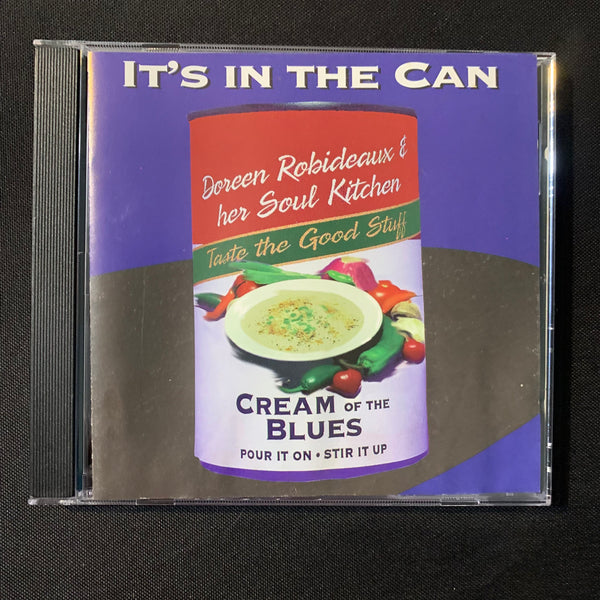 IT'S IN THE CAN
Doreen Robideaux &
her Soul Kitchen
Taste the Good Stuff
CREAM OF THE
BLUES
POUR IT ON • STIR IT UP